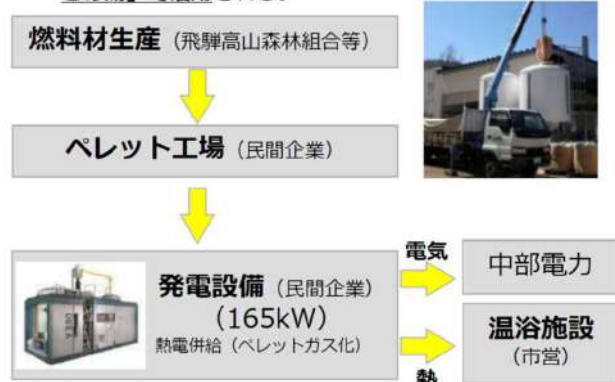 燃料材生産（飛騨高山森林組合等）
ペレット工場（民間企業）
発電設備（民間企業）
（165kW）
熱電併給（ペレットガス化）
電気
中部電力
熱
温浴施設
（市営）